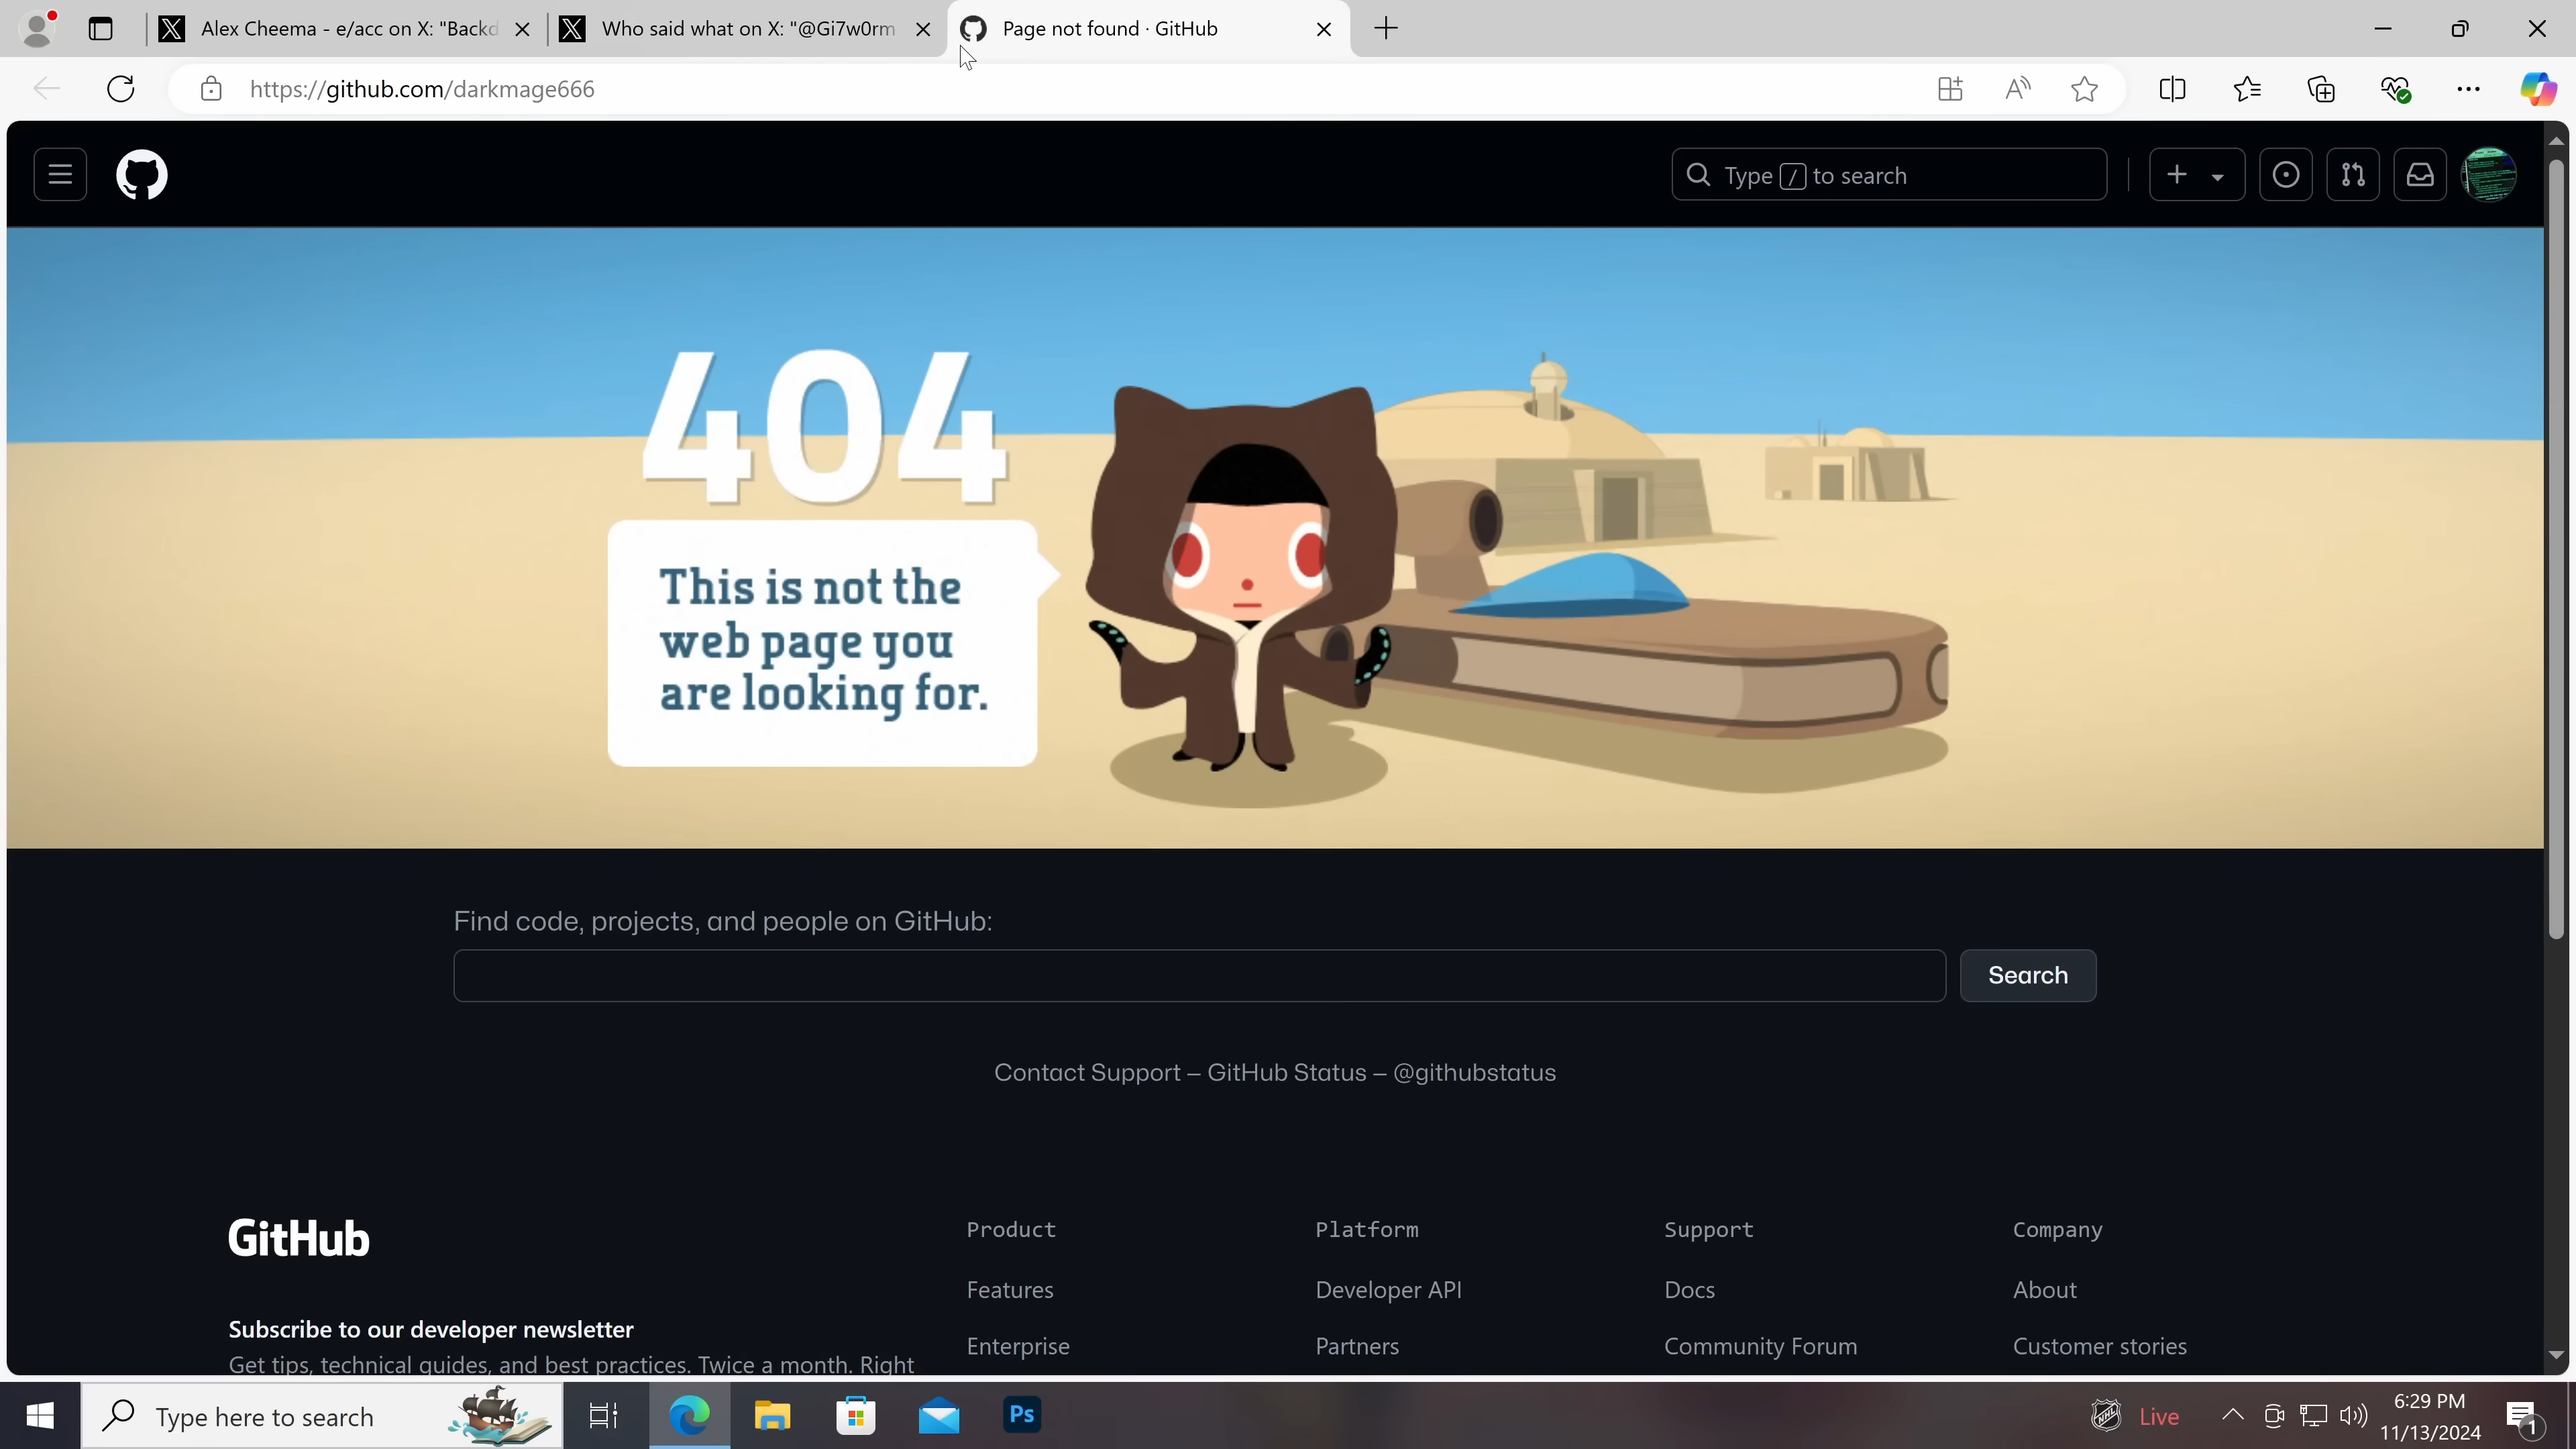 Alex Cheema - e/acc on X: "Backd
Who said what on X: "@Gi7w0rm
Page not found · GitHub
https://github.com/darkmage666
Type / to search
404
This is not the
web page you
are looking for.
Find code, projects, and people on GitHub:
Search
Contact Support — GitHub Status — @githubstatus
GitHub
Subscribe to our developer newsletter
Get tips, technical guides, and best practices. Twice a month. Right
Product
Features
Enterprise
Platform
Developer API
Partners
Support
Docs
Community Forum
Company
About
Customer stories
Type here to search
Ps
NHL
Live
6:29 PM
11/13/2024
1